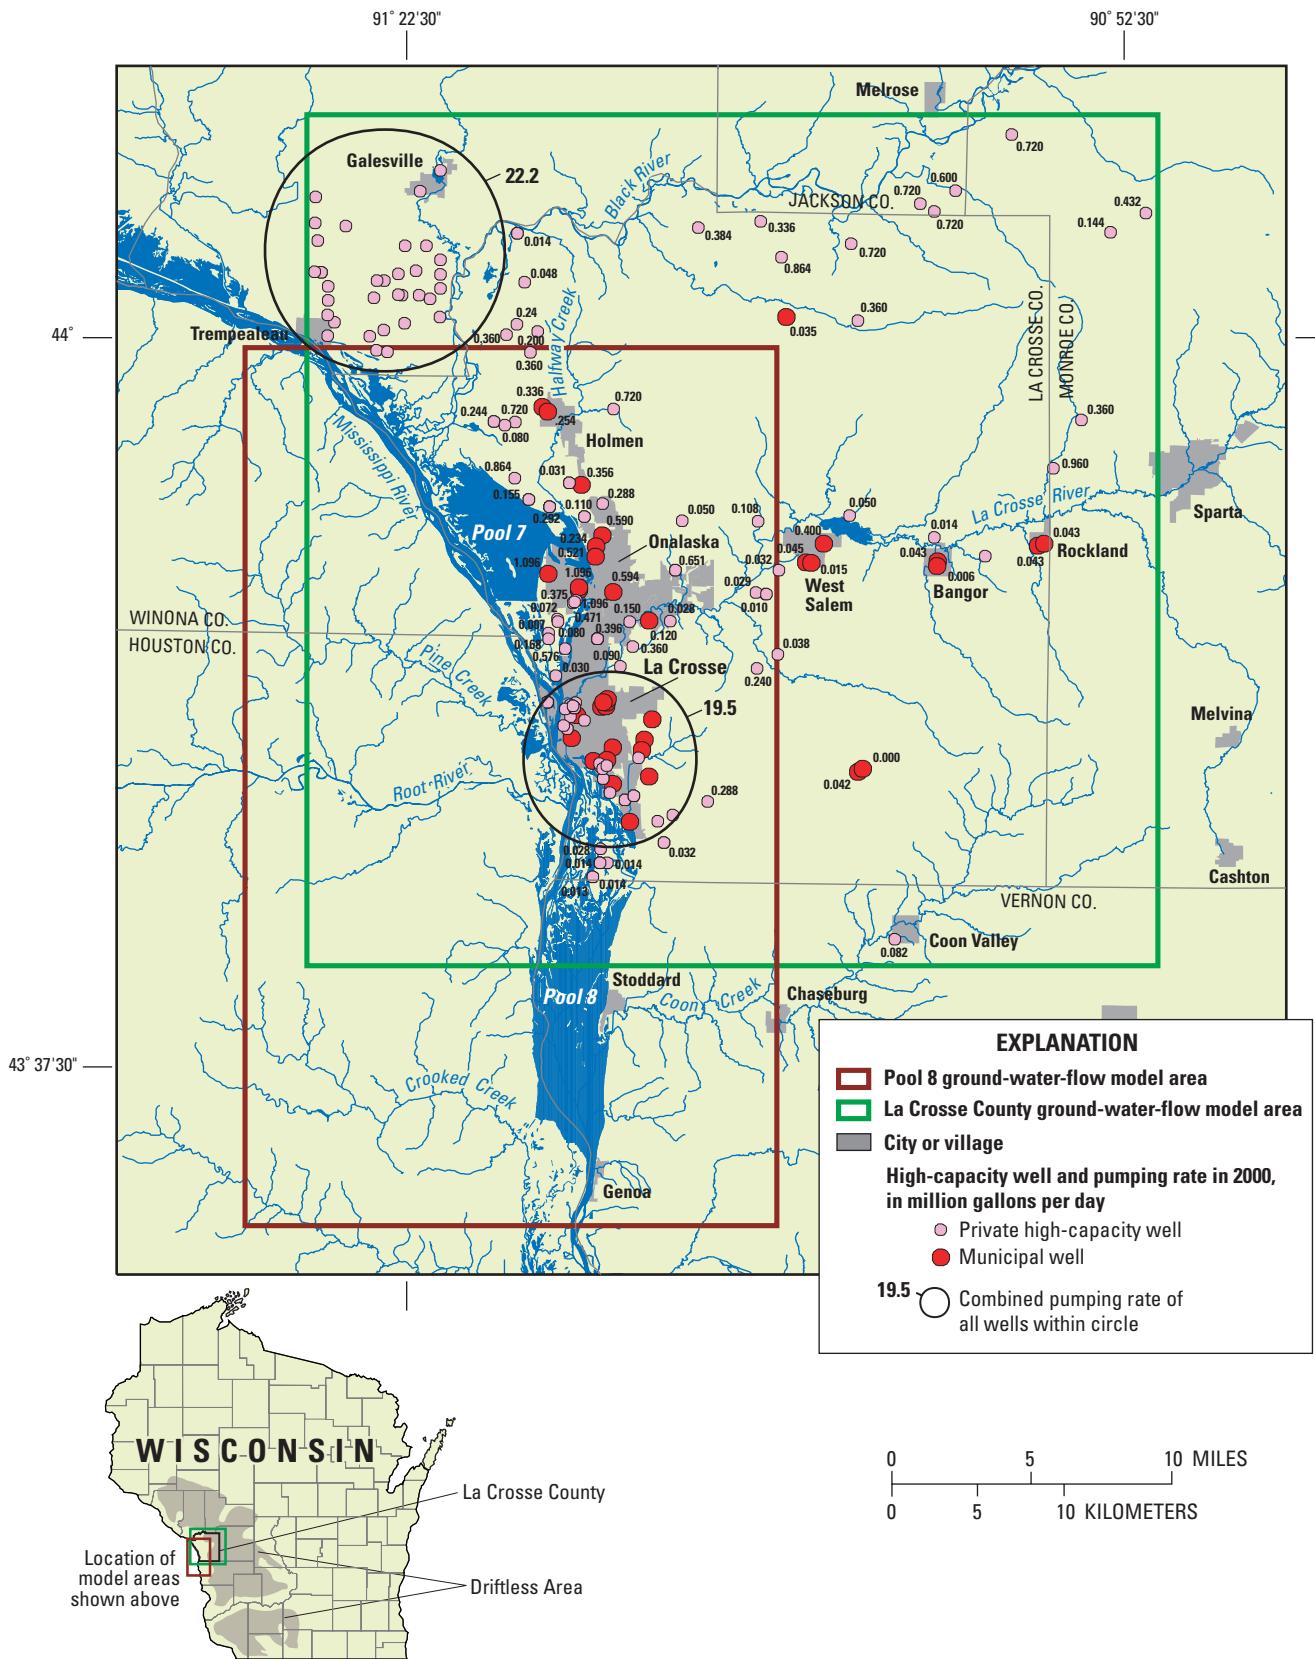 91° 22'30"
90° 52'30"
Melrose
0.720
Galesville
22.2
Black River
0.600
0.720
JACKSON CO.
0.720
0.432
0.144
0.014
0.384
0.336
0.720
0.864
0.048
LA CROSSE CO.
MONROE CO.
44°
Trempealeau
0.24
0.360
0.200
0.360
Halfway Creek
0.035
0.360
0.336
0.720
0.244
0.720
.254
0.080
Holmen
0.360
Mississippi River
0.864
0.031
0.356
0.960
0.155
0.288
0.292
0.110
0.590
0.050
0.108
0.050
La Crosse River
Sparta
Pool 7
0.234
Onalaska
0.400
0.014
0.043
0.521
0.045
0.043
Rockland
1.096
1.096
0.594
0.651
0.032
0.015
West
Salem
0.006
0.043
Bangor
0.375
1.096
0.029
0.072
0.471
0.150
0.028
0.010
WINONA CO.
HOUSTON CO.
0.007
0.080
0.396
0.120
0.168
0.360
0.038
0.576
0.090
Pine Creek
0.030
La Crosse
0.240
19.5
Melvina
Root River
0.000
0.042
0.288
0.028
0.032
0.014
0.014
0.013
0.014
Cashton
VERNON CO.
Coon Valley
0.082
Stoddard
Pool 8
Coon Creek
Chaseburg
43° 37'30"
Crooked Creek
Genoa
EXPLANATION
Pool 8 ground-water-flow model area
La Crosse County ground-water-flow model area
City or village
High-capacity well and pumping rate in 2000,
in million gallons per day
Private high-capacity well
Municipal well
19.5
Combined pumping rate of
all wells within circle
WISCONSIN
La Crosse County
Location of
model areas
shown above
Driftless Area
0 5 10 MILES
0 5 10 KILOMETERS